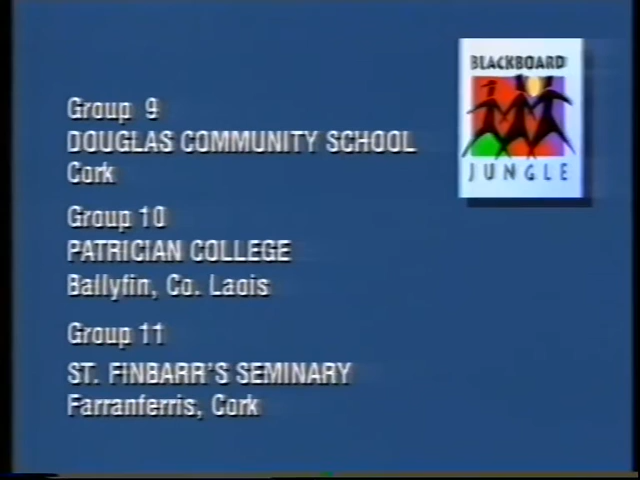 BLACKBOARD
JUNGLE
Group 9
DOUGLAS COMMUNITY SCHOOL
Cork
Group 10
PATRICIAN COLLEGE
Ballyfin, Co. Laois
Group 11
ST. FINBARR'S SEMINARY
Farranferris, Cork